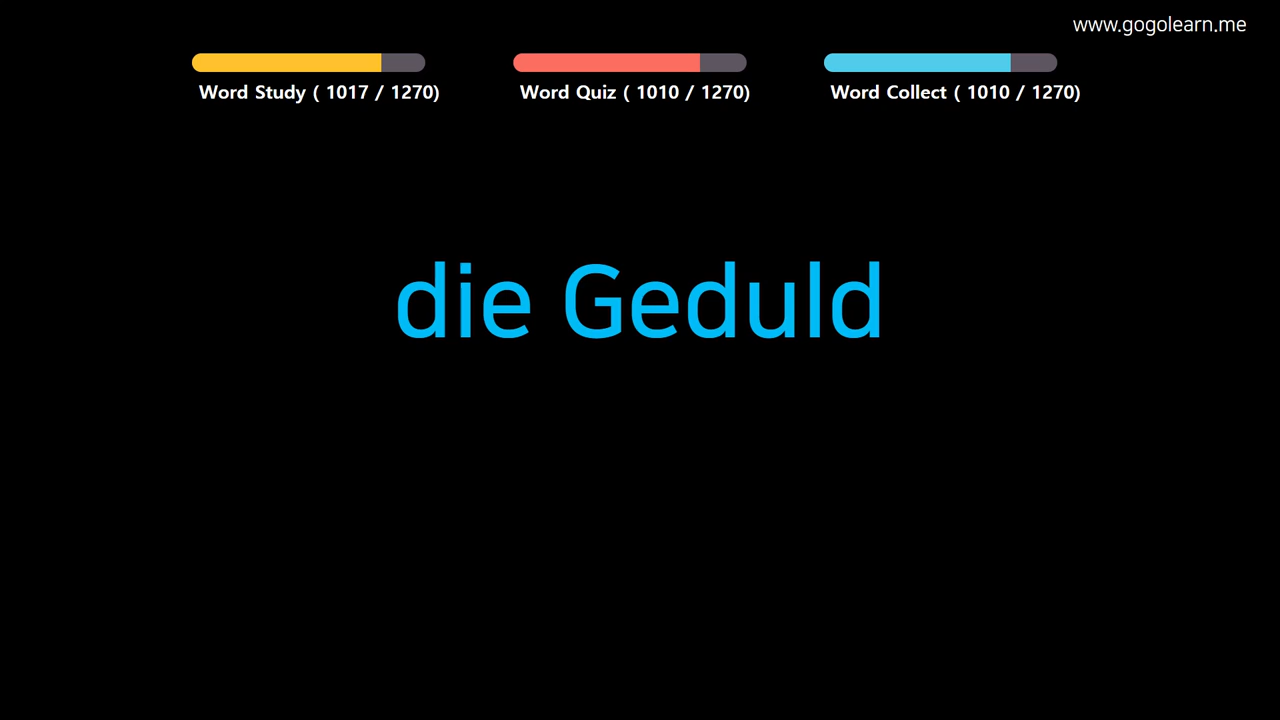 www.gogolearn.me
Word Study ( 1017 / 1270)
Word Quiz ( 1010 / 1270)
Word Collect ( 1010 / 1270)
die Geduld